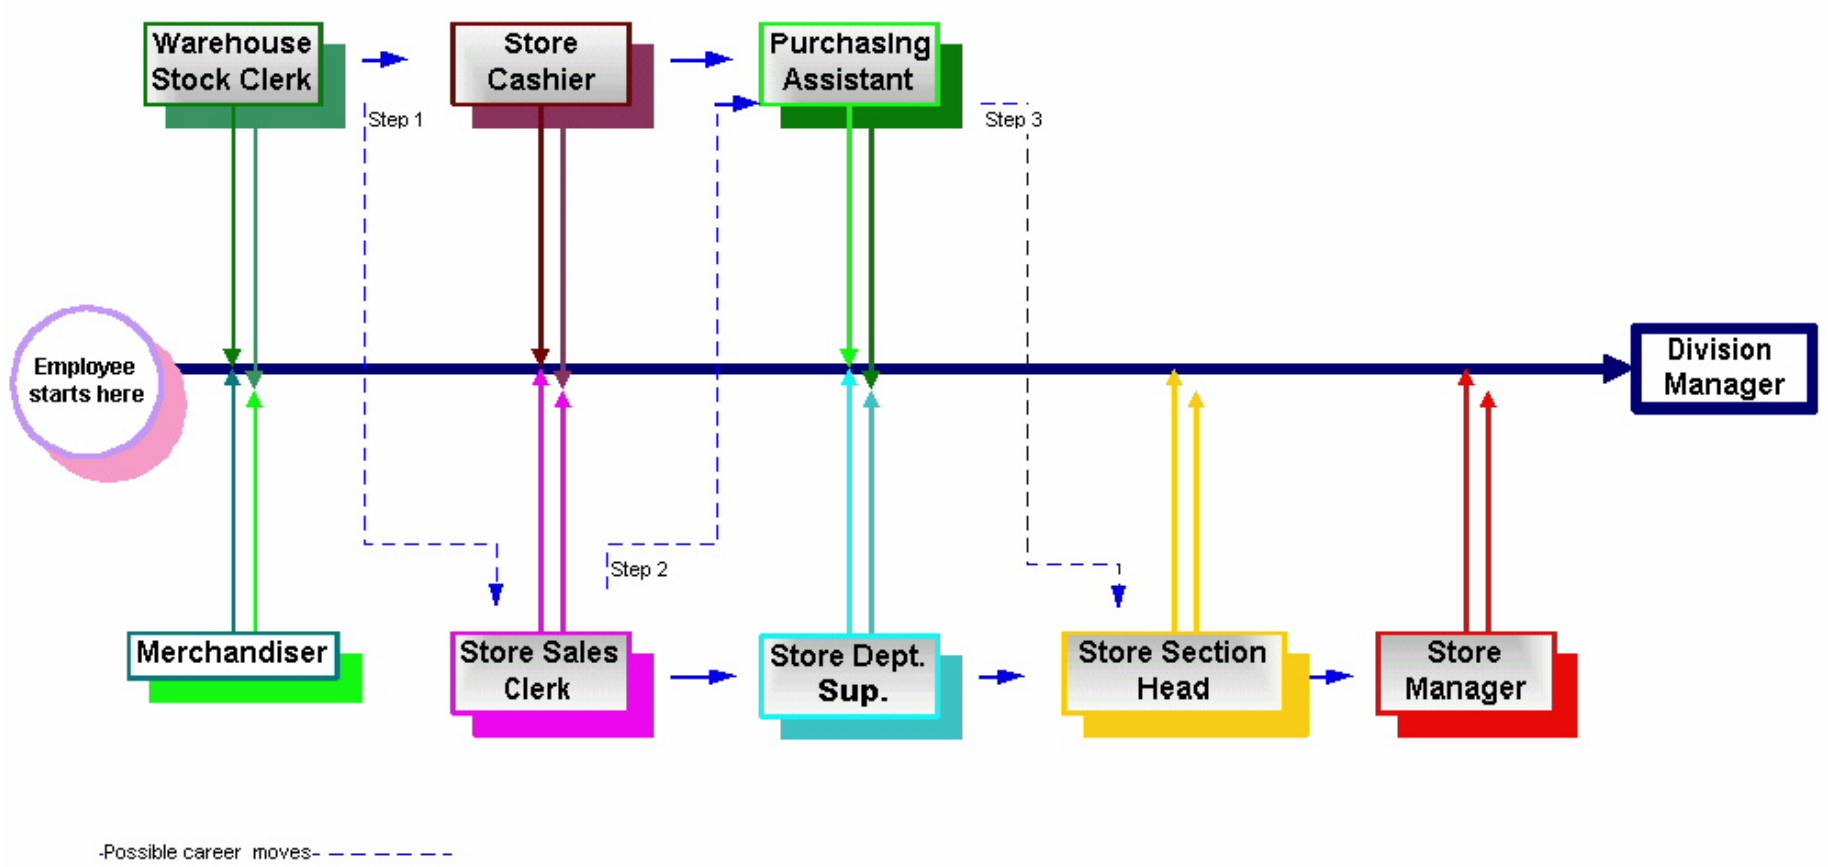 Warehouse
Stock Clerk
Store
Cashier
Purchasing
Assistant
Step 1
Step 3
Employee
starts here
Division
Manager
Step 2
Merchandiser
Store Sales
Clerk
Store Dept.
Sup.
Store Section
Head
Store
Manager
Possible career moves